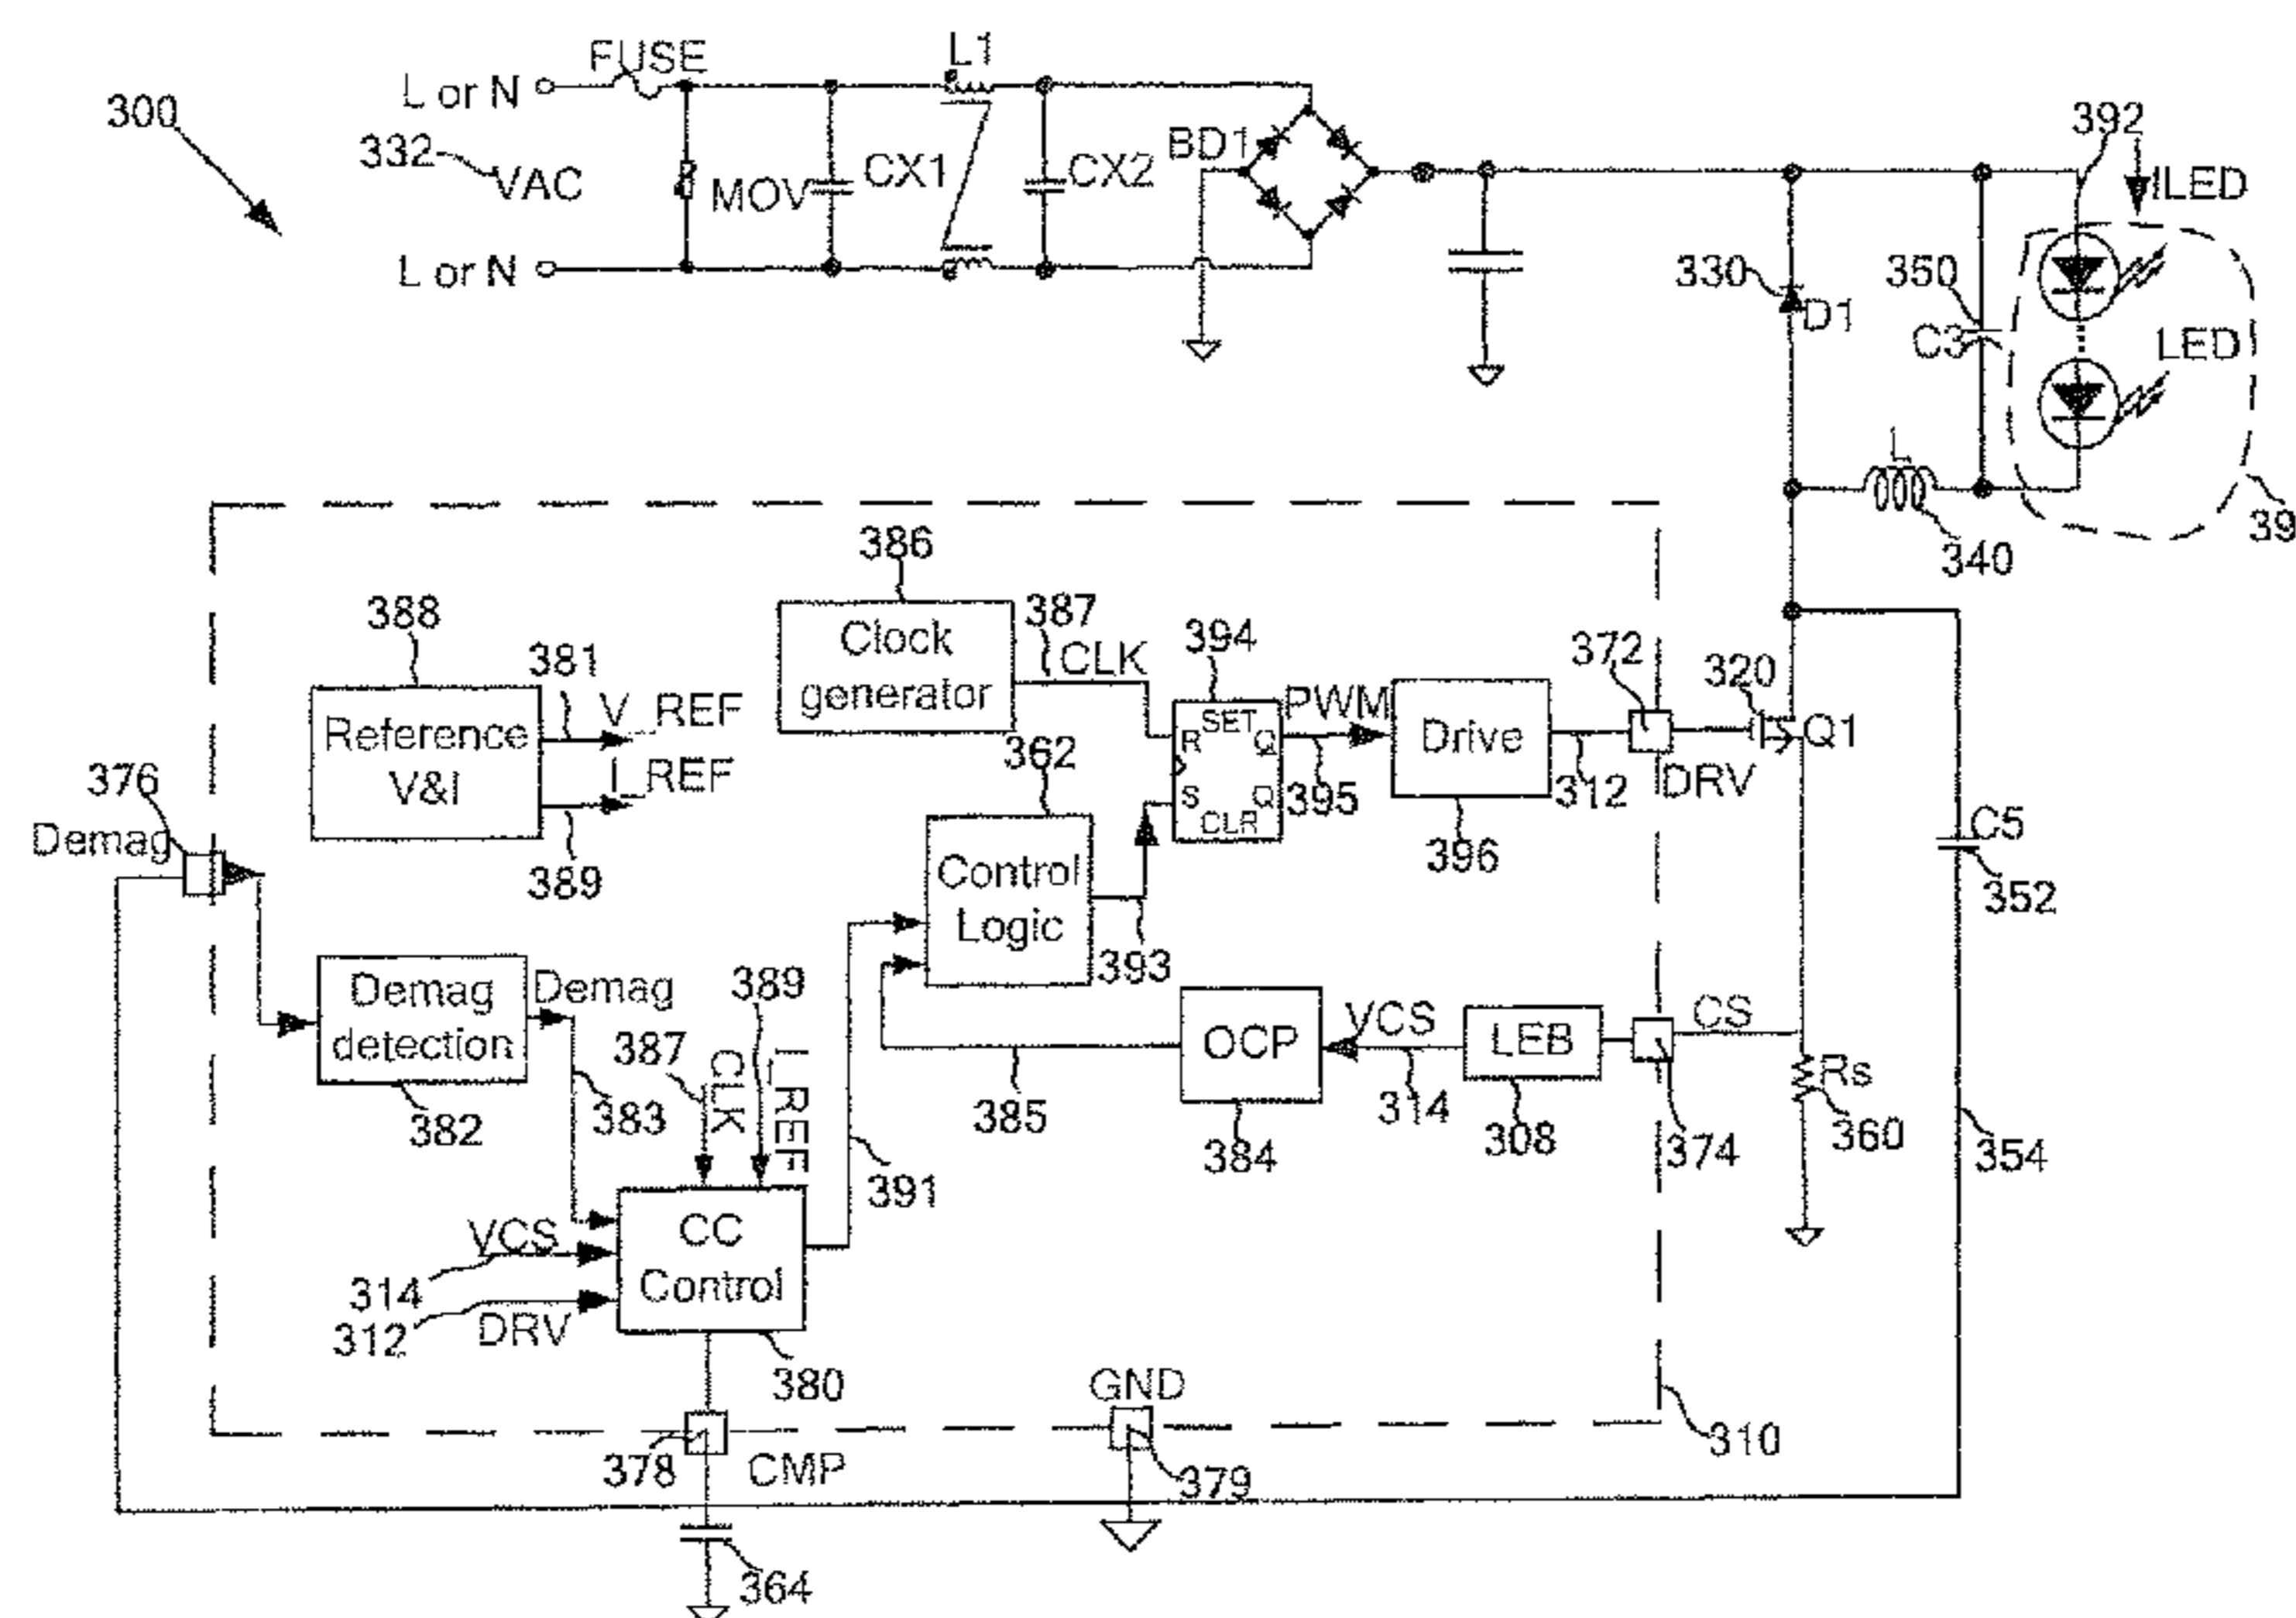 FUSE
L1
L or N
300
332
VAC
MOV
CX1
CX2
BD1
L or N
392
ILED
330
D1
350
C3
LED
L
340
39
386
388
387
394
372
320
381
Clock
generator
CLK
V_REF
Reference
V&I
I_REF
362
R
SET
Q
PWM
Drive
Q1
S
Q
CLR
395
312
DRV
376
Demag
389
396
C5
352
Control
Logic
393
Demag
detection
Demag
389
387
CLK
I_REF
OCP
VCS
LEB
CS
Rs
382
383
385
314
384
308
374
360
354
391
CC
Control
VCS
314
312
DRV
380
GND
310
378
CMP
379
364